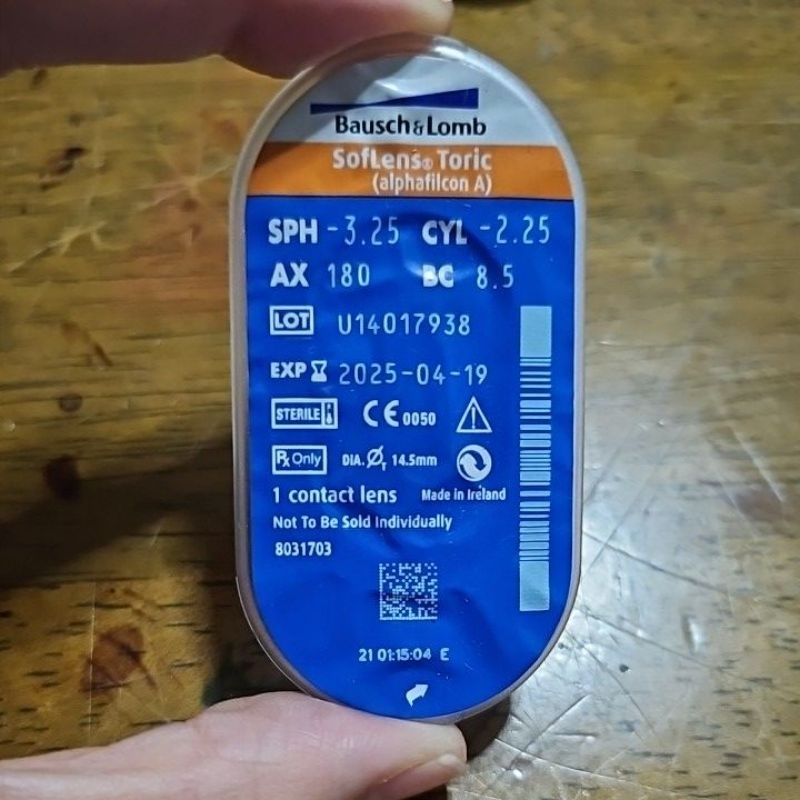 Bausch & Lomb
SofLens® Toric
(alphafilcon A)
SPH -3.25 CYL -2.25
AX 180 BC 8.5
LOT U14017938
EXP 2025-04-19
STERILE CE 0050
Rx Only DIA. ØT 14.5mm
1 contact lens Made in Ireland
Not To Be Sold Individually
8031703
21 01:15:04 E